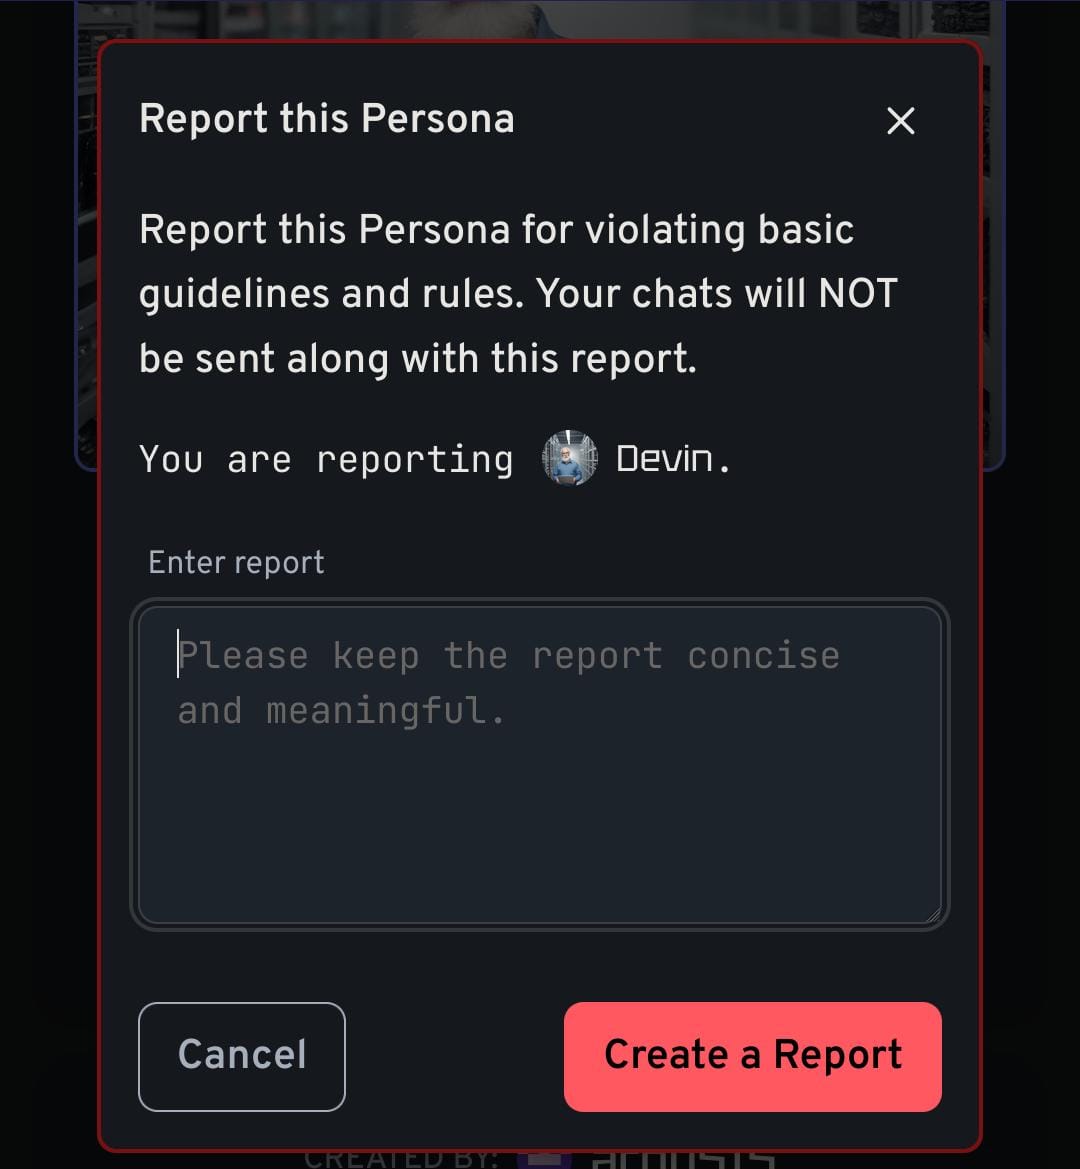 Report this Persona
Report this Persona for violating basic
guidelines and rules. Your chats will NOT
be sent along with this report.
You are reporting Devin.
Enter report
Please keep the report concise
and meaningful.
Cancel
Create a Report
CREATED BY: